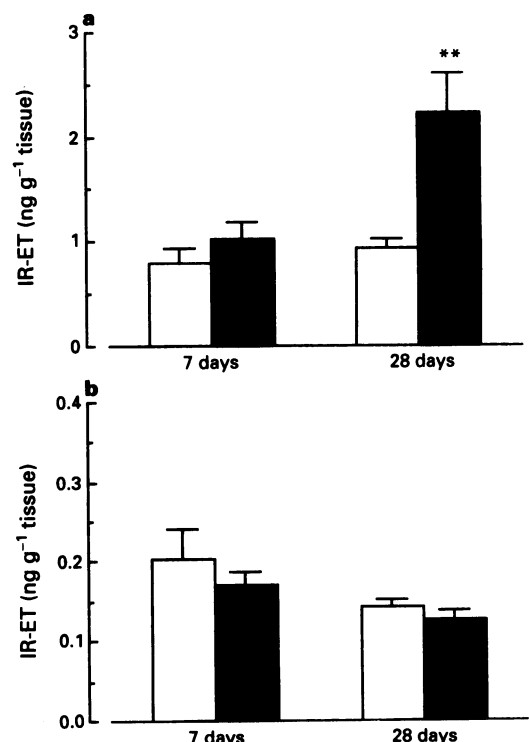 a
3
2
1
0
IR-ET (ng g⁻¹ tissue)
**
7 days 28 days
b
0.4
0.3
0.2
0.1
0.0
IR-ET (ng g⁻¹ tissue)
7 days 28 days